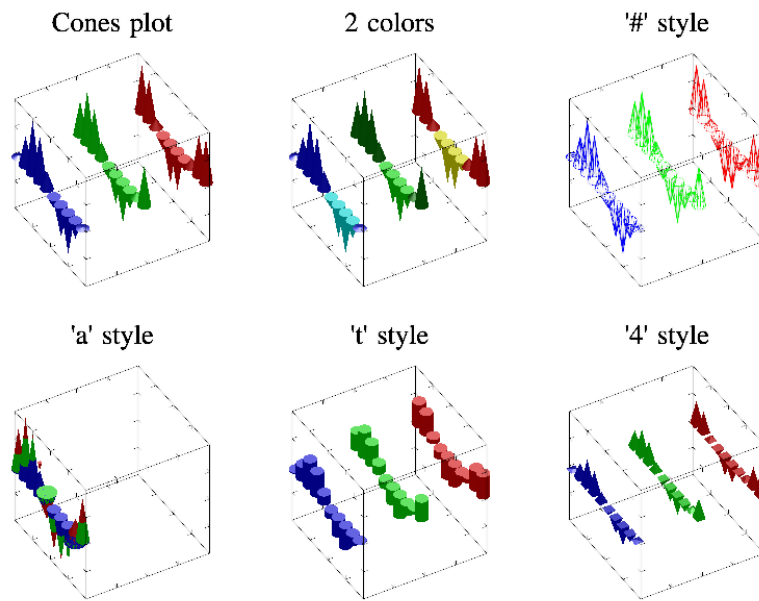 Cones plot
2 colors
'#' style
'a' style
't' style
'4' style